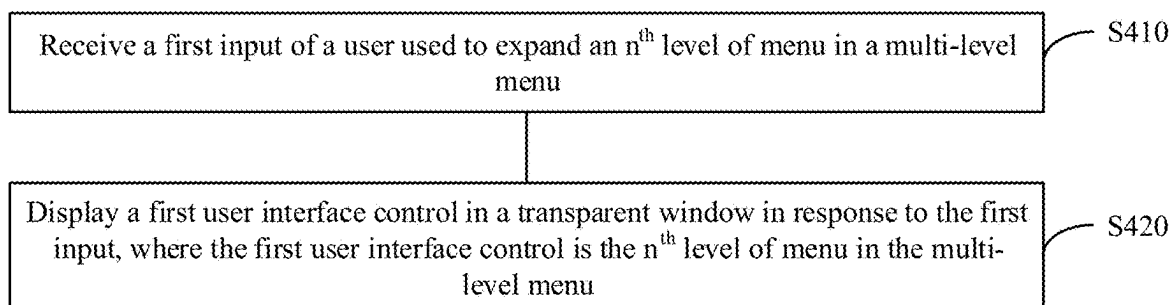 Receive a first input of a user used to expand an nth level of menu in a multi-level
menu
S410
Display a first user interface control in a transparent window in response to the first
input, where the first user interface control is the nth level of menu in the multi-
level menu
S420